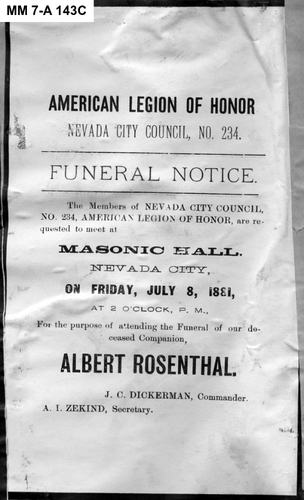 MM 7-A 143C
AMERICAN LEGION OF HONOR
NEVADA CITY COUNCIL, NO. 234.
FUNERAL NOTICE.
The Members of NEVADA CITY COUNCIL,
NO. 234, AMERICAN LEGION OF HONOR, are re-
quested to meet at
MASONIC HALL,
NEVADA CITY,
ON FRIDAY, JULY 8, 1881,
AT 2 O'CLOCK, P. M.,
For the purpose of attending the Funeral of our de-
ceased Companion,
ALBERT ROSENTHAL.
J. C. DICKERMAN, Commander.
A. I. ZEKIND, Secretary.